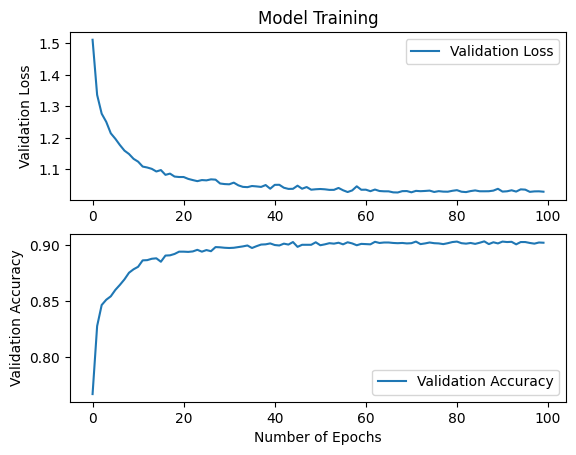 Model Training
Validation Loss
1.5
1.4
1.3
1.2
1.1
Validation Loss
0 20 40 60 80 100
Validation Accuracy
0.90
0.85
0.80
Validation Accuracy
0 20 40 60 80 100
Number of Epochs